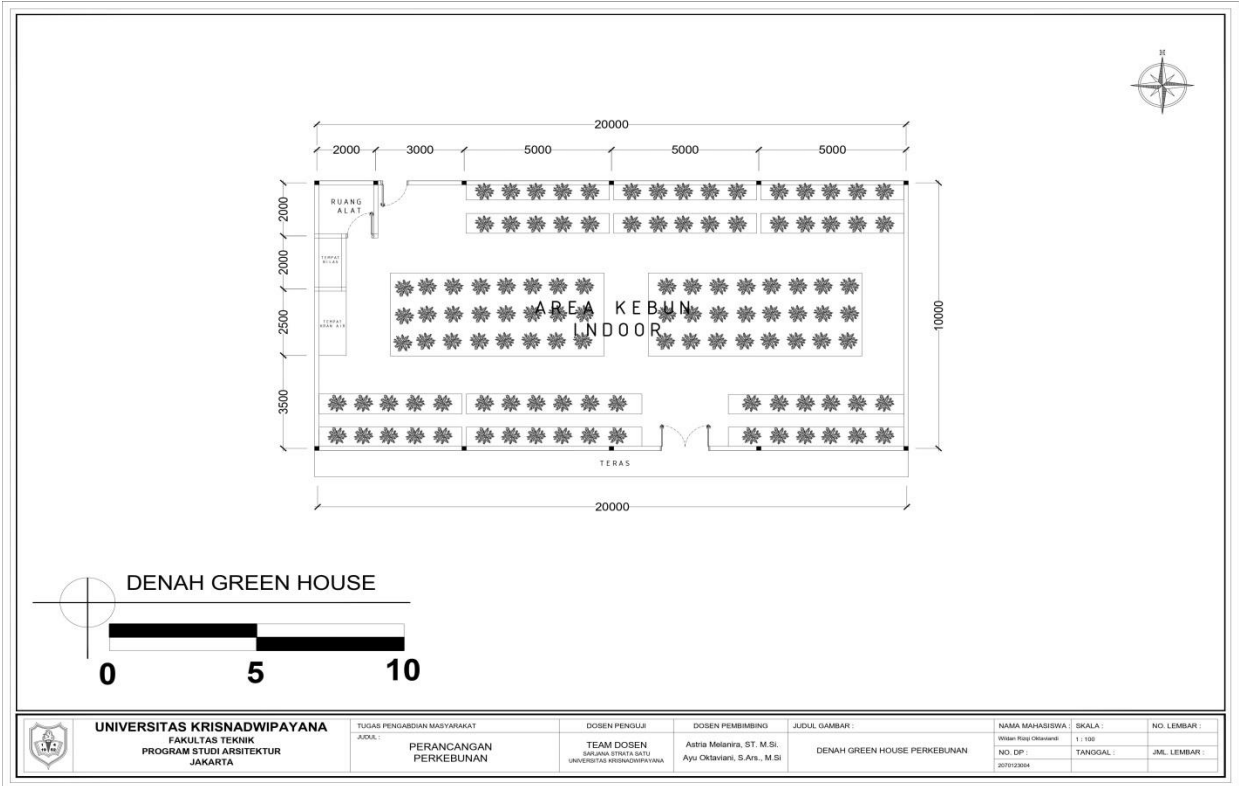 N
20000
2000
3000
5000
5000
5000
RUANG
ALAT
2000
2000
2500
3500
TEMPAT
BILAS
TEMPAT
KRAN AIR
AREA KEBUN
INDOOR
10000
TERAS
20000
DENAH GREEN HOUSE
0 5 10
UNIVERSITAS KRISNADWIPAYANA
FAKULTAS TEKNIK
PROGRAM STUDI ARSITEKTUR
JAKARTA
TUGAS PENGABDIAN MASYARAKAT
JUDUL :
PERANCANGAN
PERKEBUNAN
DOSEN PENGUJI
TEAM DOSEN
SARJANA STRATA SATU
UNIVERSITAS KRISNADWIPAYANA
DOSEN PEMBIMBING
Astria Melanira, ST. M.Si.
Ayu Oktaviani, S.Ars., M.Si
JUDUL GAMBAR :
DENAH GREEN HOUSE PERKEBUNAN
NAMA MAHASISWA :
Wildan Rizqi Oktaviandi
NO. DP :
2070123004
SKALA :
1 : 100
TANGGAL :
NO. LEMBAR :
JML. LEMBAR :